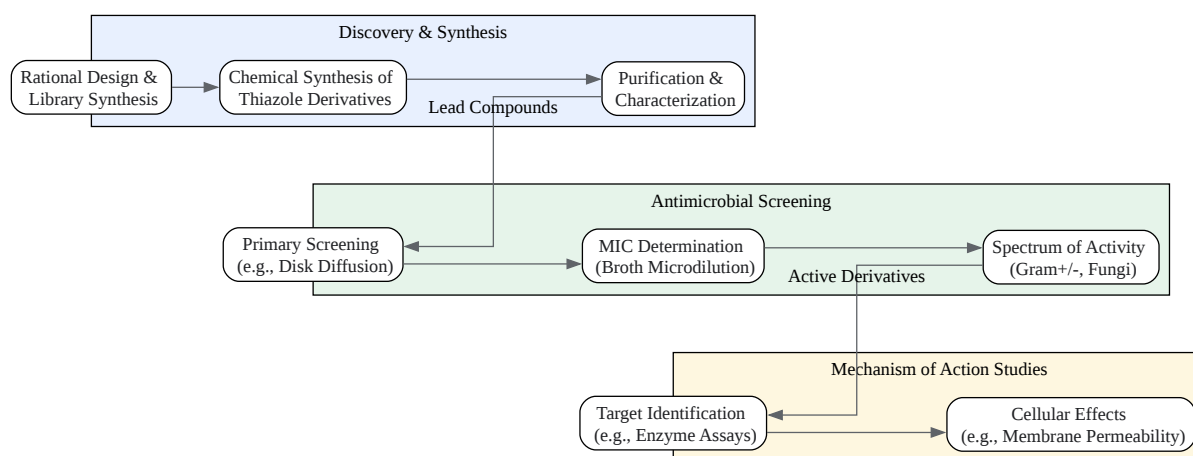 Discovery & Synthesis
Rational Design &
Library Synthesis
Chemical Synthesis of
Thiazole Derivatives
Purification &
Characterization
Lead Compounds
Antimicrobial Screening
Primary Screening
(e.g., Disk Diffusion)
MIC Determination
(Broth Microdilution)
Spectrum of Activity
(Gram+/-, Fungi)
Active Derivatives
Mechanism of Action Studies
Target Identification
(e.g., Enzyme Assays)
Cellular Effects
(e.g., Membrane Permeability)